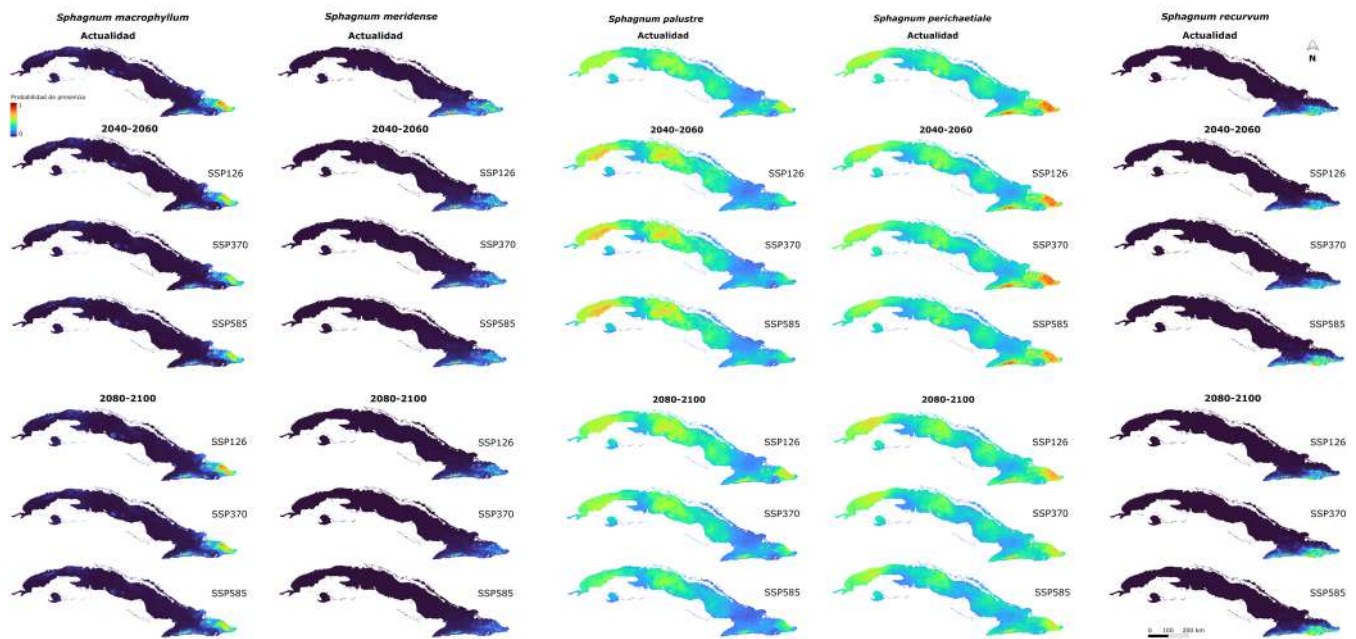 Sphagnum macrophyllum
Actualidad
Probabilidad de presencia
1
0
2040-2060
SSP126
SSP370
SSP585
2080-2100
SSP126
SSP370
SSP585
Sphagnum meridense
Actualidad
2040-2060
SSP126
SSP370
SSP585
2080-2100
SSP126
SSP370
SSP585
Sphagnum palustre
Actualidad
2040-2060
SSP126
SSP370
SSP585
2080-2100
SSP126
SSP370
SSP585
Sphagnum perichaetiale
Actualidad
2040-2060
SSP126
SSP370
SSP585
2080-2100
SSP126
SSP370
SSP585
Sphagnum recurvum
Actualidad
N
2040-2060
SSP126
SSP370
SSP585
2080-2100
SSP126
SSP370
SSP585
0 100 200 km